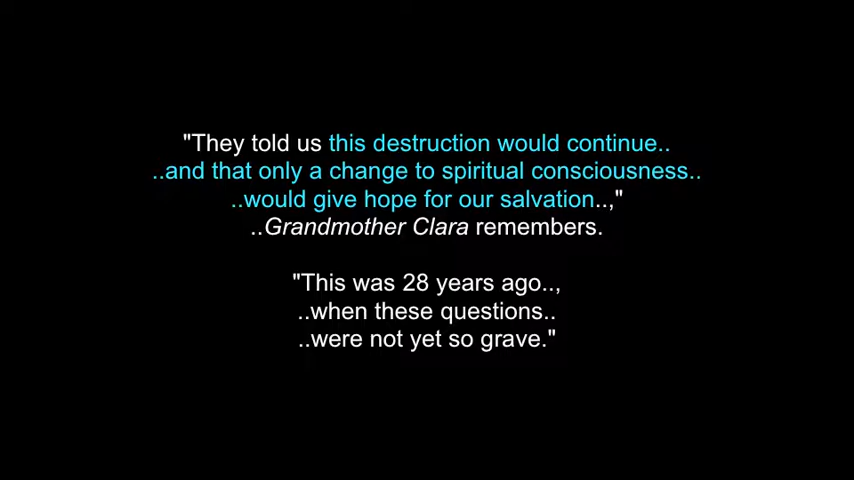 "They told us this destruction would continue..
..and that only a change to spiritual consciousness..
..would give hope for our salvation..,"
..Grandmother Clara remembers.
"This was 28 years ago..,
..when these questions..
..were not yet so grave."